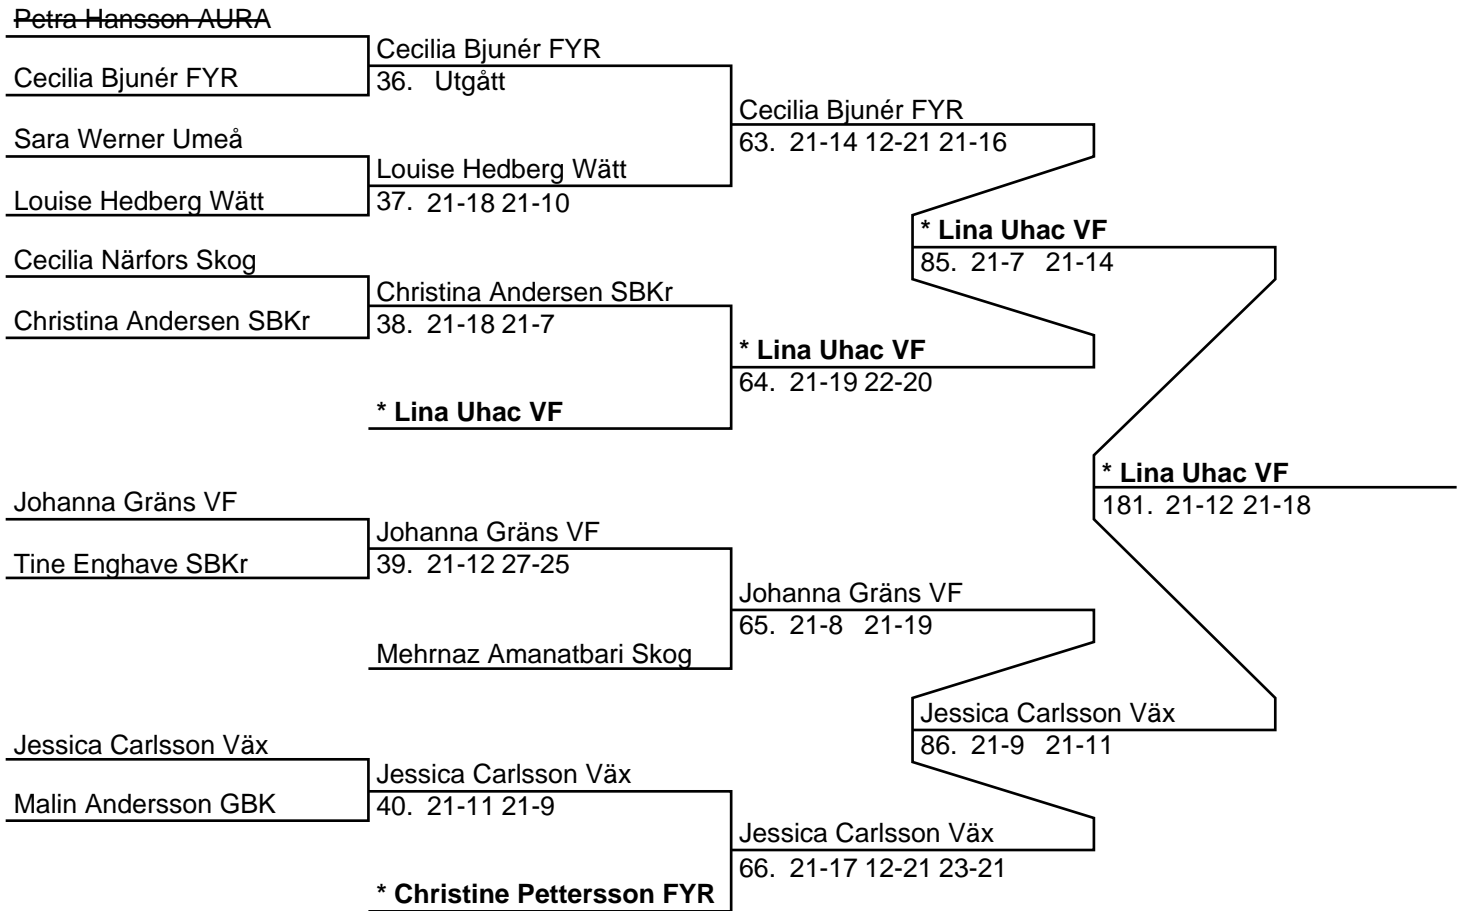 Petra Hansson AURA
Cecilia Bjunér FYR
Cecilia Bjunér FYR
36. Utgått
Cecilia Bjunér FYR
63. 21-14 12-21 21-16
Sara Werner Umeå
Louise Hedberg Wätt
Louise Hedberg Wätt
37. 21-18 21-10
* Lina Uhac VF
85. 21-7 21-14
Cecilia Närfors Skog
Christina Andersen SBKr
Christina Andersen SBKr
38. 21-18 21-7
* Lina Uhac VF
64. 21-19 22-20
* Lina Uhac VF
* Lina Uhac VF
181. 21-12 21-18
Johanna Gräns VF
Johanna Gräns VF
Tine Enghave SBKr
39. 21-12 27-25
Johanna Gräns VF
65. 21-8 21-19
Mehrnaz Amanatbari Skog
Jessica Carlsson Väx
86. 21-9 21-11
Jessica Carlsson Väx
Jessica Carlsson Väx
Malin Andersson GBK
40. 21-11 21-9
Jessica Carlsson Väx
66. 21-17 12-21 23-21
* Christine Pettersson FYR